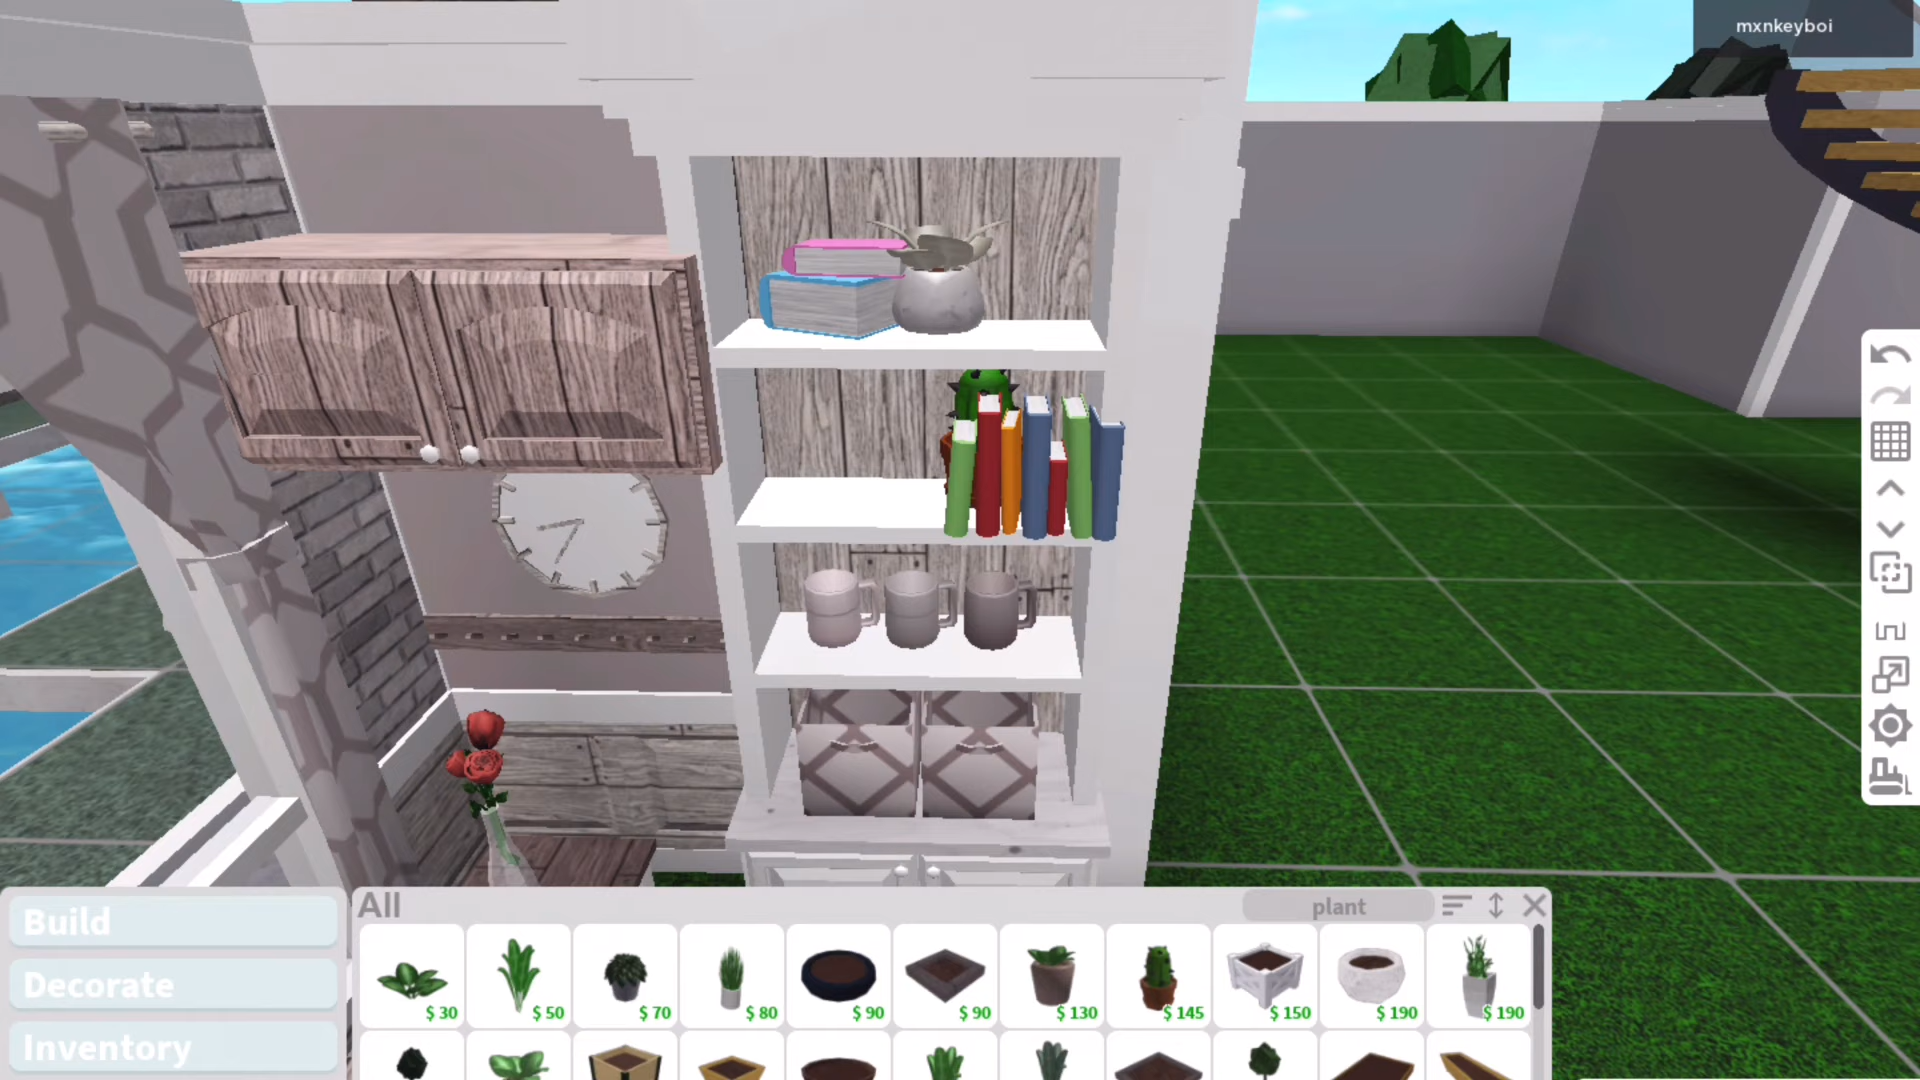 mxnkeyboi
Build
Decorate
Inventory
All
plant
$ 30
$ 50
$ 70
$ 80
$ 90
$ 90
$ 130
$ 145
$ 150
$ 190
$ 190